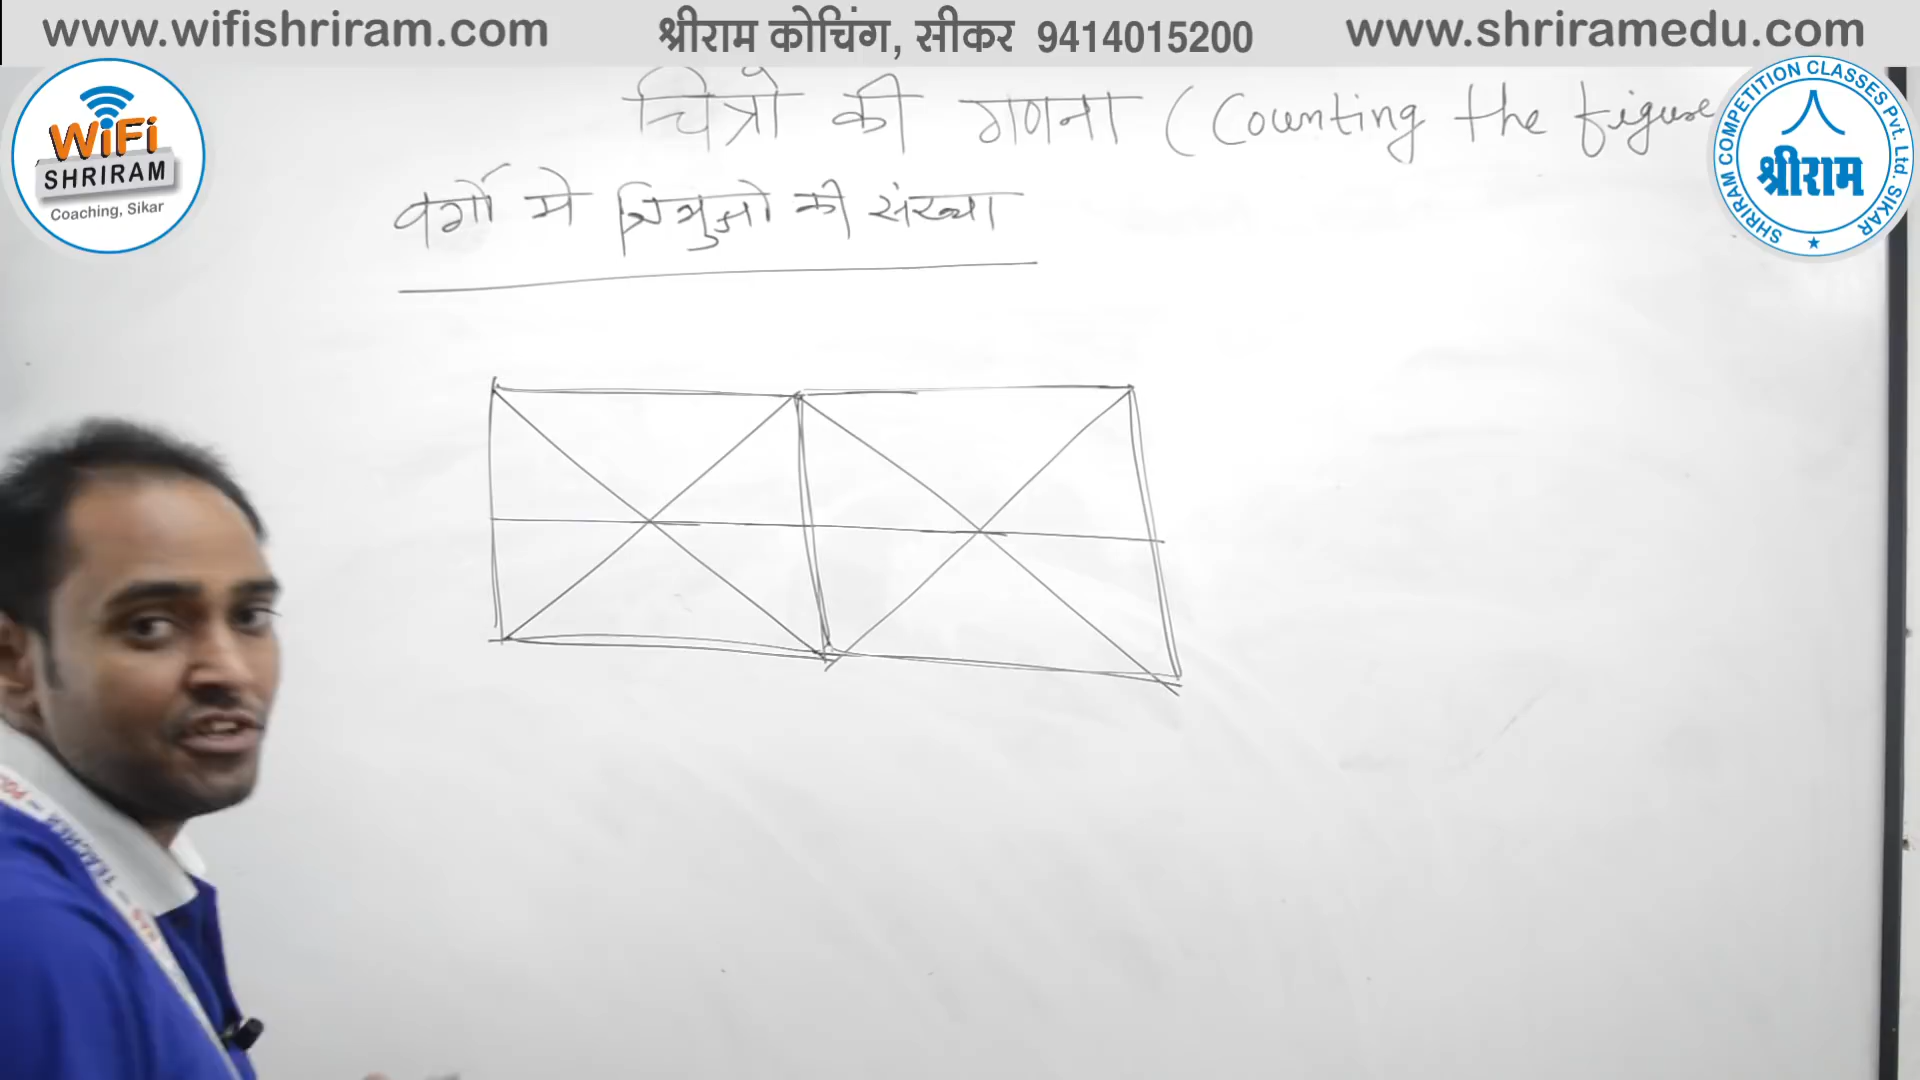 www.wifishriram.com
श्रीराम कोचिंग, सीकर 9414015200
www.shriramedu.com
WiFi
SHRIRAM
Coaching, Sikar
SHRIRAM COMPETITION CLASSES Pvt. Ltd. SIKAR
श्रीराम
चित्रो की गणना (Counting the figure
वर्गो मे त्रिभुजो की संख्या
TEACHER